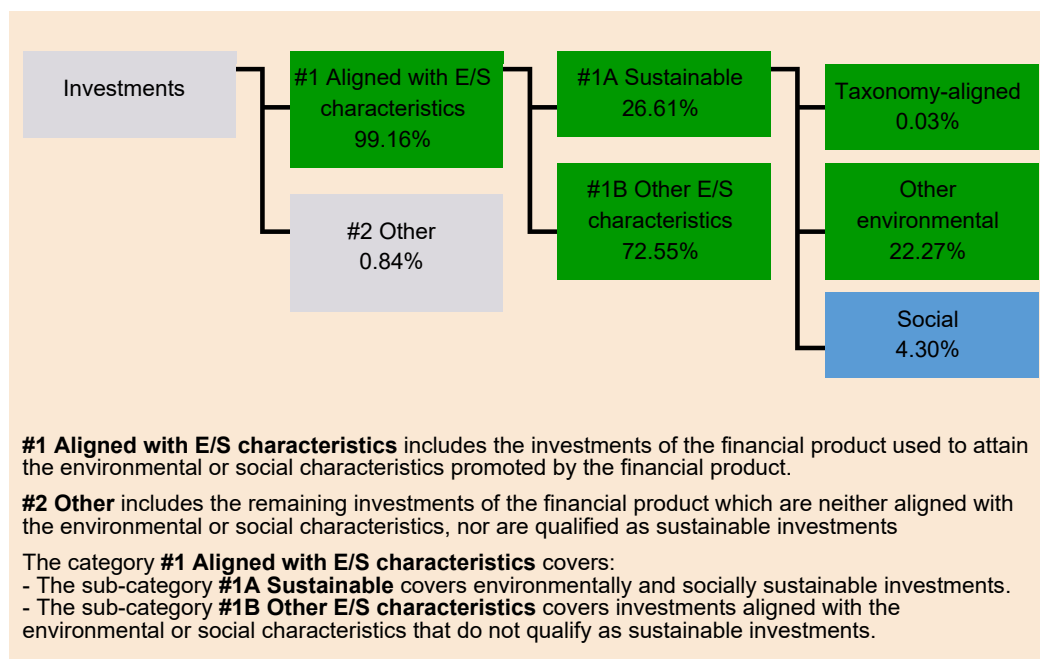 Investments
#1 Aligned with E/S
characteristics
99.16%
#2 Other
0.84%
#1A Sustainable
26.61%
#1B Other E/S
characteristics
72.55%
Taxonomy-aligned
0.03%
Other
environmental
22.27%
Social
4.30%
#1 Aligned with E/S characteristics includes the investments of the financial product used to attain
the environmental or social characteristics promoted by the financial product.
#2 Other includes the remaining investments of the financial product which are neither aligned with
the environmental or social characteristics, nor are qualified as sustainable investments
The category #1 Aligned with E/S characteristics covers:
- The sub-category #1A Sustainable covers environmentally and socially sustainable investments.
- The sub-category #1B Other E/S characteristics covers investments aligned with the
environmental or social characteristics that do not qualify as sustainable investments.